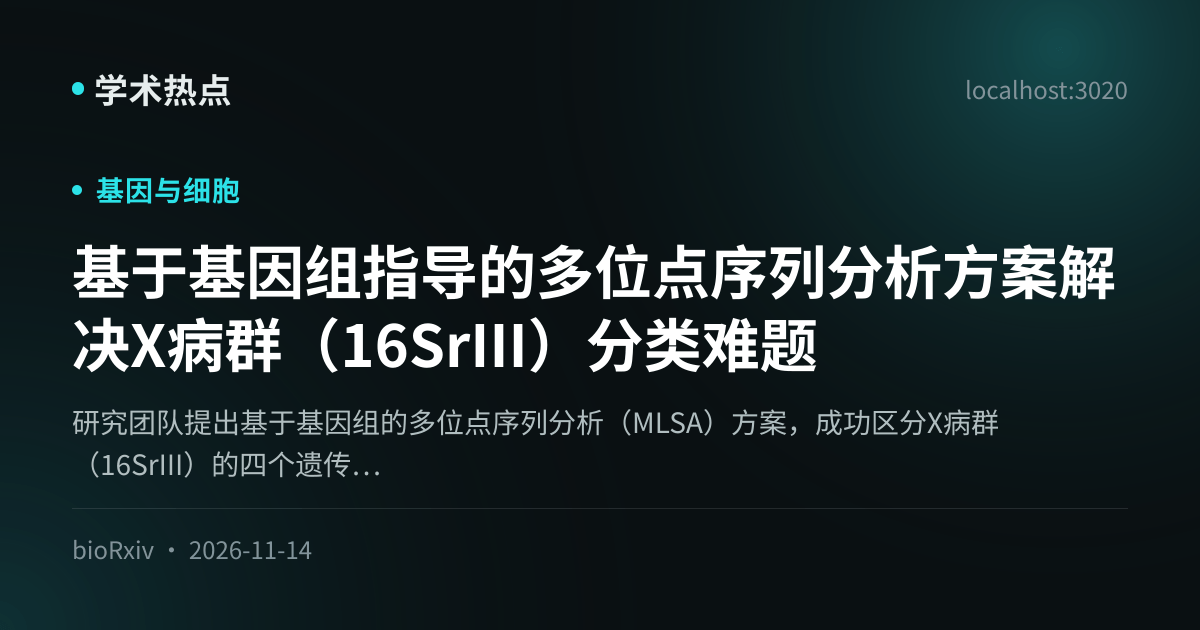 学术热点
localhost:3020
基因与细胞
基于基因组指导的多位点序列分析方案解
决X病群（16SrIII）分类难题
研究团队提出基于基因组的多位点序列分析（MLSA）方案，成功区分X病群
（16SrIII）的四个遗传…
bioRxiv · 2026-11-14